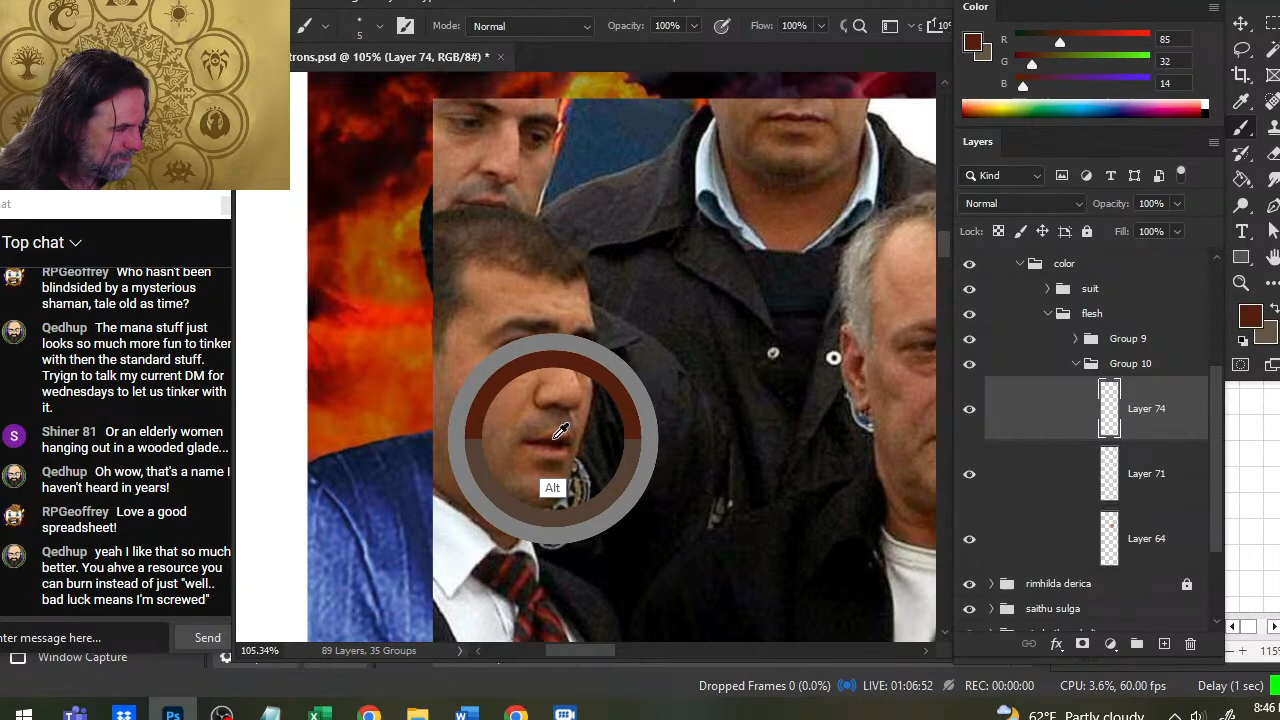 5
Mode:
Normal
Opacity:
100%
Flow:
100%
trons.psd @ 105% (Layer 74, RGB/8#) *
Color
R
85
G
32
B
14
at
Top chat
RPGeoffrey Who hasn't been
blindsided by a mysterious
shaman, tale old as time?
Qedhup The mana stuff just
looks so much more fun to tinker
with then the standard stuff.
Tryign to talk my current DM for
wednesdays to let us tinker with
it.
S
Shiner 81 Or an elderly women
hanging out in a wooded glade...
Qedhup Oh wow, that's a name I
haven't heard in years!
RPGeoffrey Love a good
spreadsheet!
Qedhup yeah I like that so much
better. You ahve a resource you
can burn instead of just "well..
bad luck means I'm screwed"
nter message here...
Send
Window Capture
Alt
Layers
Kind
Normal
Opacity: 100%
Lock:
Fill: 100%
color
suit
flesh
Group 9
Group 10
Layer 74
Layer 71
Layer 64
rimhilda derica
saithu sulga
fx
105.34%
89 Layers, 35 Groups
115%
Dropped Frames 0 (0.0%)
LIVE: 01:06:52
REC: 00:00:00
CPU: 3.6%, 60.00 fps
Delay (1 sec)
Ps
62°F Partly cloudy
8:46